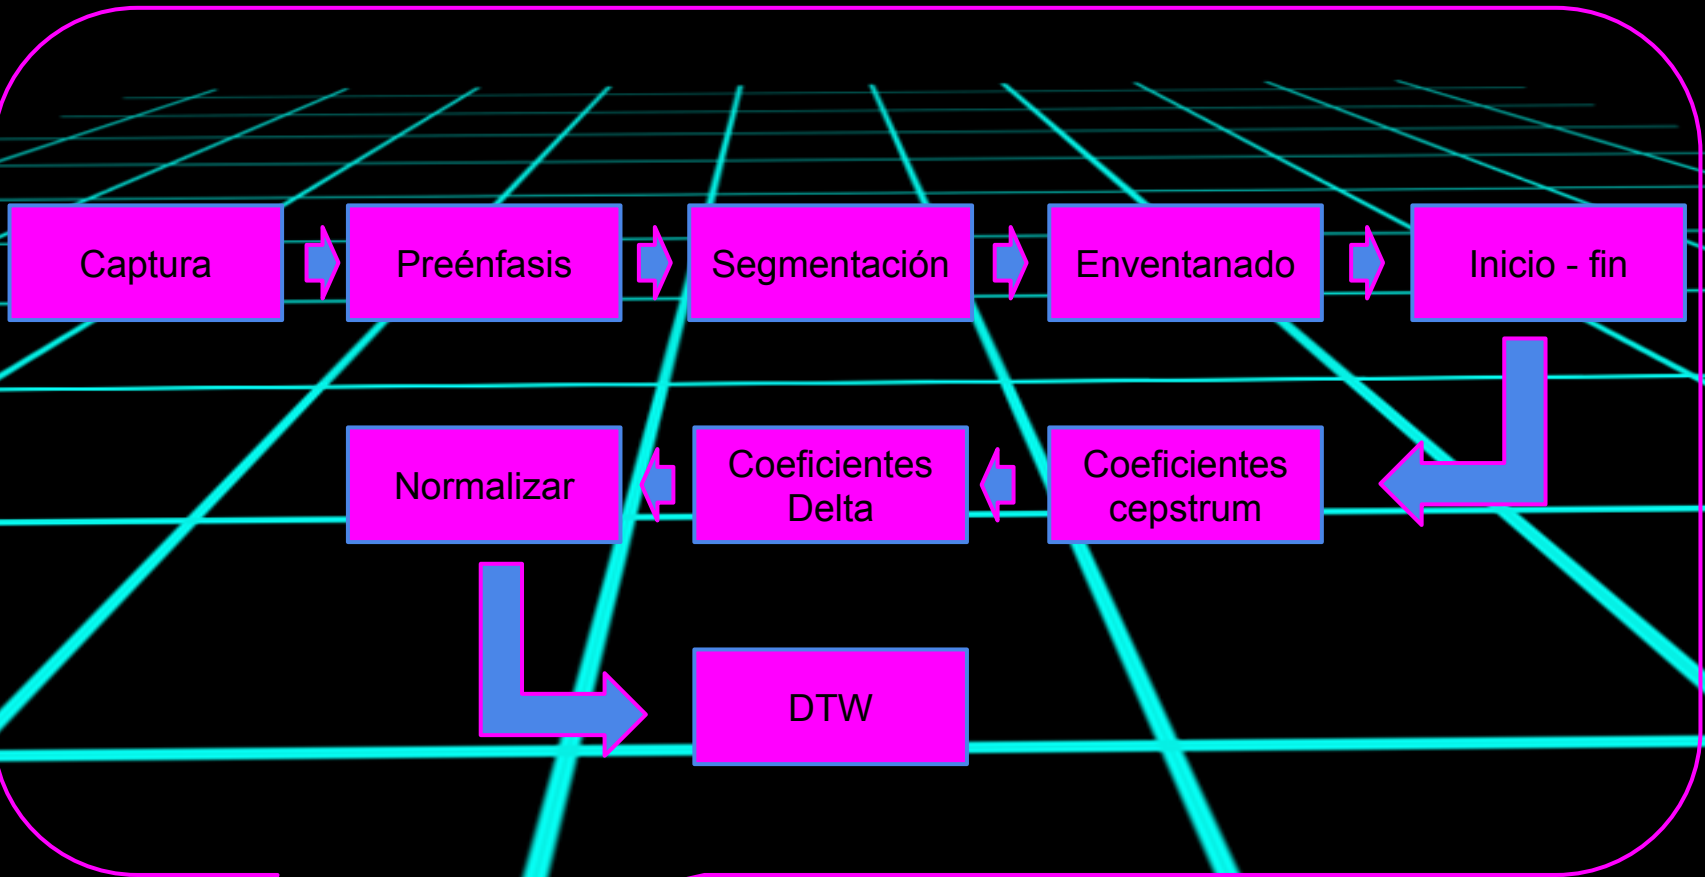 Captura
Preénfasis
Segmentación
Enventanado
Inicio - fin
Coeficientes
cepstrum
Coeficientes
Delta
Normalizar
DTW